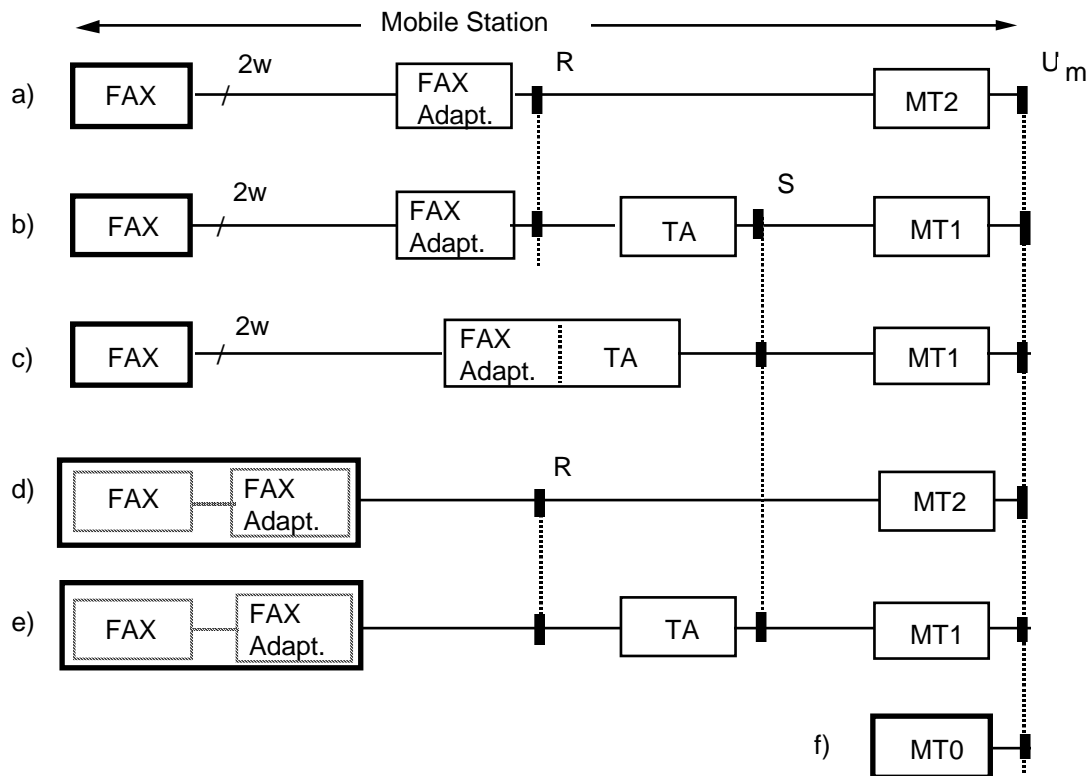 Mobile Station
R
Um
a)
FAX
2w
FAX
Adapt.
MT2
b)
FAX
2w
FAX
Adapt.
TA
S
MT1
c)
FAX
2w
FAX
Adapt.
TA
MT1
d)
FAX
FAX
Adapt.
R
MT2
e)
FAX
FAX
Adapt.
TA
MT1
f)
MT0